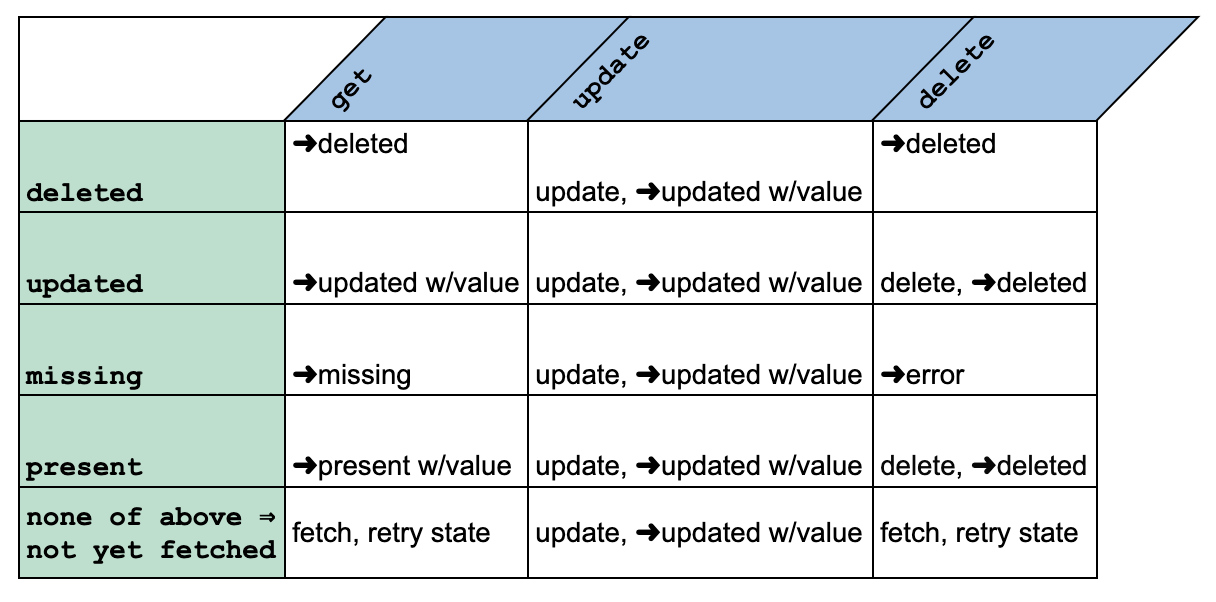 get update delete
deleted ➜deleted update, ➜updated w/value ➜deleted
updated ➜updated w/value update, ➜updated w/value delete, ➜deleted
missing ➜missing update, ➜updated w/value ➜error
present ➜present w/value update, ➜updated w/value delete, ➜deleted
none of above ⇒
not yet fetched fetch, retry state update, ➜updated w/value fetch, retry state